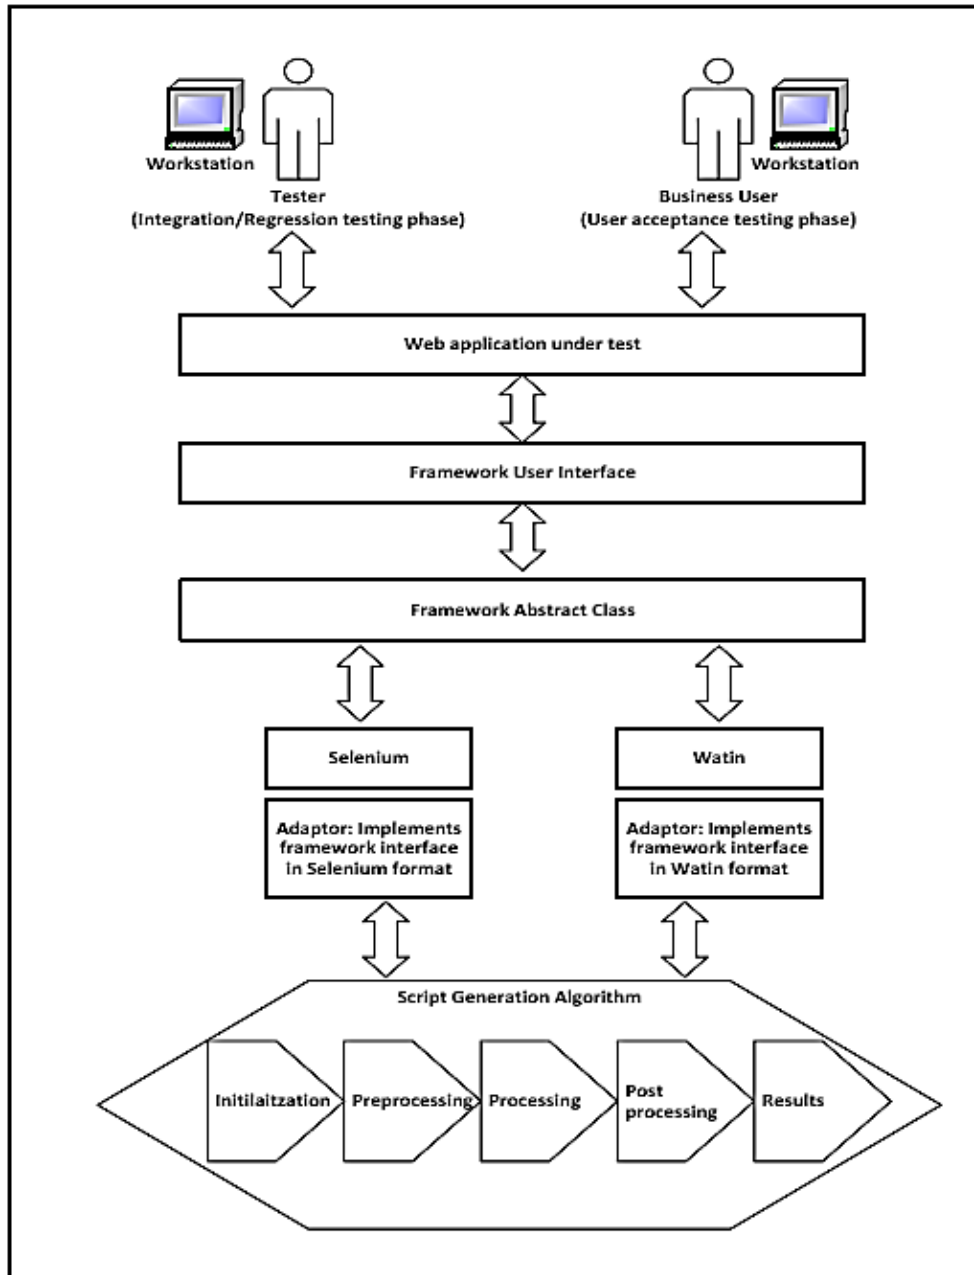 Workstation
Workstation
Tester
(Integration/Regression testing phase)
Business User
(User acceptance testing phase)
Web application under test
Framework User Interface
Framework Abstract Class
Selenium
Watin
Adaptor: Implements
framework interface
in Selenium format
Adaptor: Implements
framework interface
in Watin format
Script Generation Algorithm
Initilaitzation
Preprocessing
Processing
Post
processing
Results